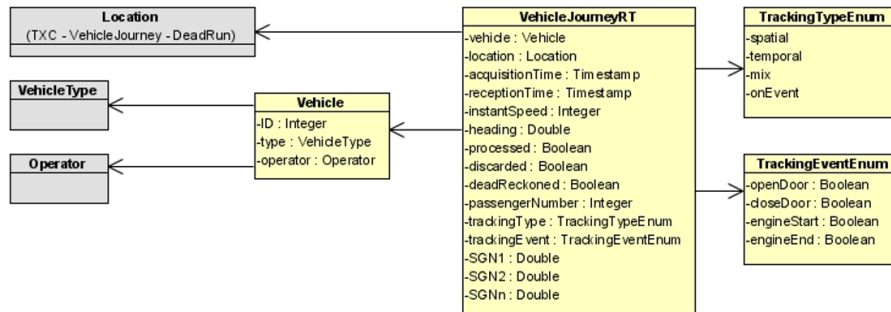 Location
(TXC - VehicleJourney - DeadRun)
VehicleType
Operator
Vehicle
-ID : Integer
-type : VehicleType
-operator : Operator
VehicleJourneyRT
-vehicle : Vehicle
-location : Location
-acquisitionTime : Timestamp
-receptionTime : Timestamp
-instantSpeed : Integer
-heading : Double
-processed : Boolean
-discarded : Boolean
-deadReckoned : Boolean
-passengerNumber : Integer
-trackingType : TrackingTypeEnum
-trackingEvent : TrackingEventEnum
-SGN1 : Double
-SGN2 : Double
-SGNn : Double
TrackingTypeEnum
-spatial
-temporal
-mix
-onEvent
TrackingEventEnum
-openDoor : Boolean
-closeDoor : Boolean
-engineStart : Boolean
-engineEnd : Boolean